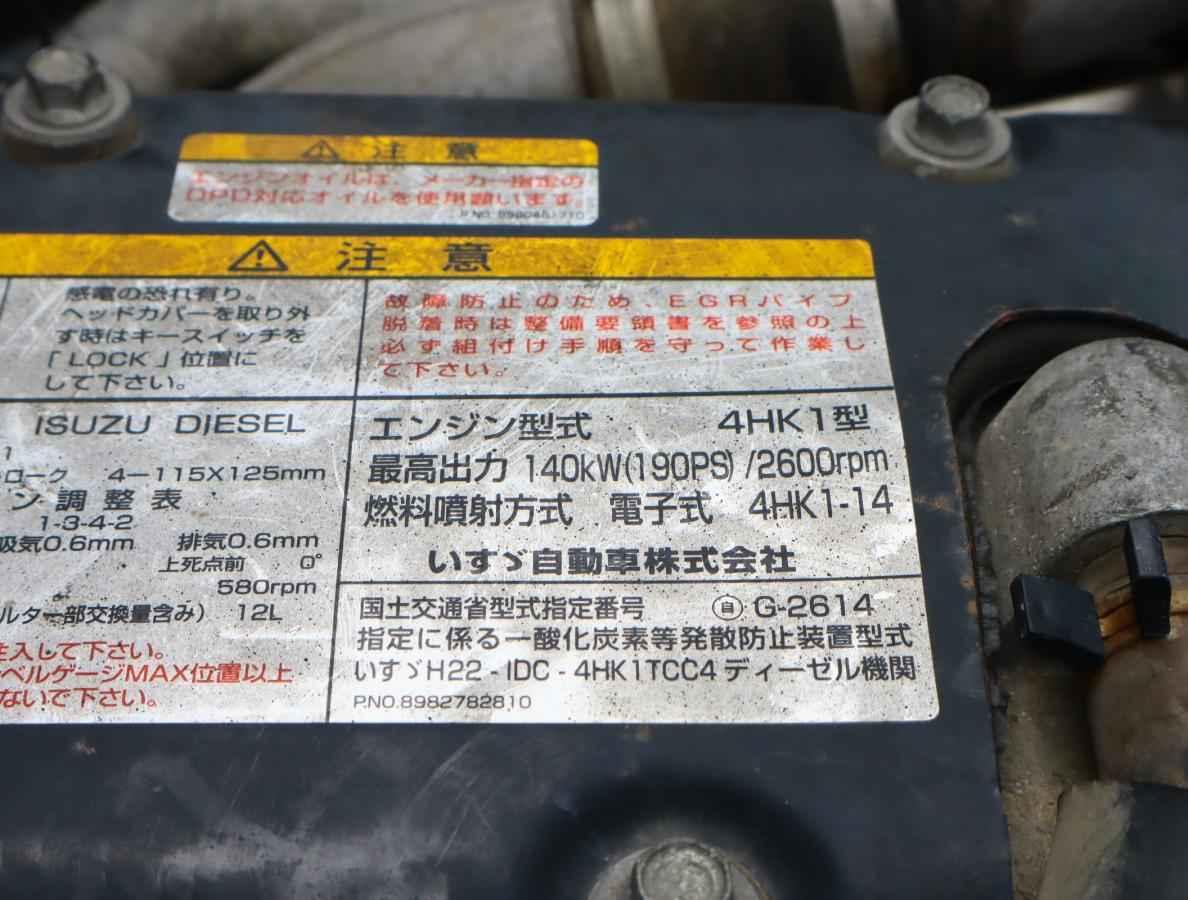 注意
エンジンオイルは、メーカー指定の
DPD対応オイルを使用願います。
注意
感電の恐れ有り。
ヘッドカバーを取り外
す時はキースイッチを
「LOCK」位置に
して下さい。
故障防止のため、EGRパイプ
脱着時は整備要領書を参照の上
必ず組付け手順を守って作業し
て下さい。
ISUZU DIESEL
1
ローク 4-115X125mm
ン調整表
1-3-4-2
吸気0.6mm 排気0.6mm
上死点前 0°
580rpm
ルター部交換量含み) 12L
注入して下さい。
ベルゲージMAX位置以上
ないで下さい。
エンジン型式 4HK1型
最高出力 140kW(190PS)/2600rpm
燃料噴射方式 電子式 4HK1-14
いすゞ自動車株式会社
国土交通省型式指定番号 自 G-2614
指定に係る一酸化炭素等発散防止装置型式
いすゞH22-IDC-4HK1TCC4ディーゼル機関
P.NO.8982782810